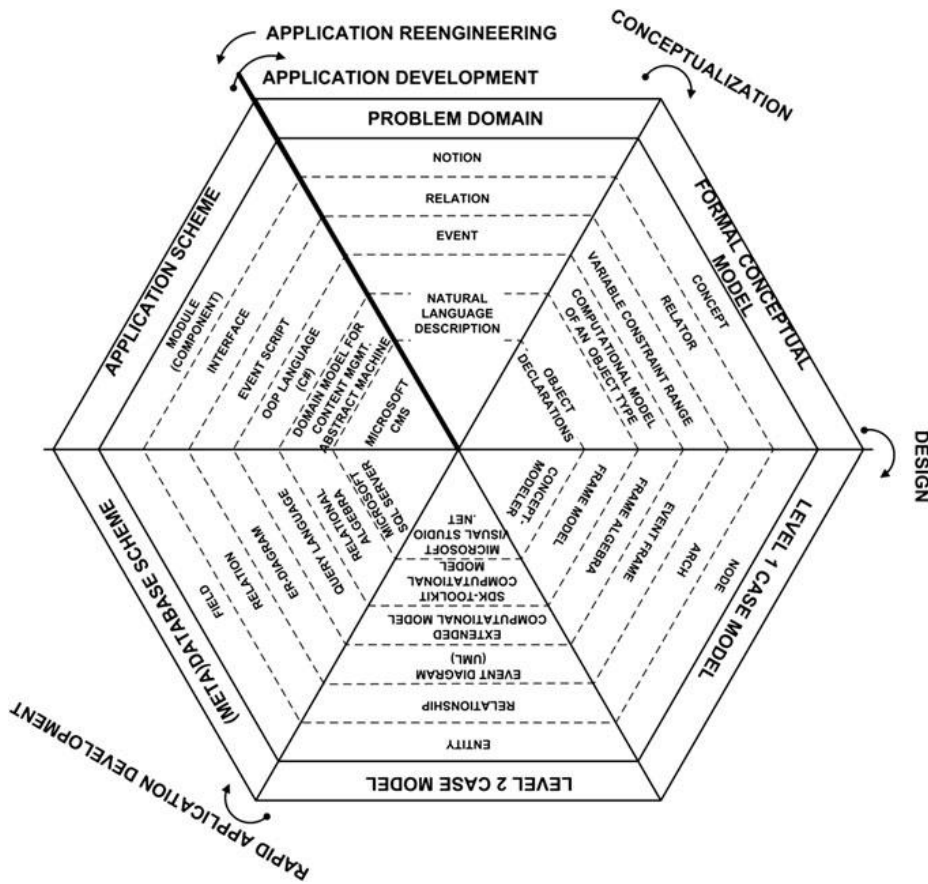 APPLICATION REENGINEERING
APPLICATION DEVELOPMENT
CONCEPTUALIZATION
PROBLEM DOMAIN
NOTION
RELATION
EVENT
NATURAL
LANGUAGE
DESCRIPTION
FORMAL CONCEPTUAL
MODEL
CONCEPT
RELATOR
VARIABLE CONSTRAINT RANGE
COMPUTATIONAL MODEL
OF AN OBJECT TYPE
OBJECT
DECLARATIONS
DESIGN
LEVEL 1 CASE MODEL
NODE
ARCH
EVENT FRAME
FRAME ALGEBRA
FRAME MODEL
CONCEPT-
MODELER
LEVEL 2 CASE MODEL
ENTITY
RELATIONSHIP
EVENT DIAGRAM
(UML)
EXTENDED
COMPUTATIONAL MODEL
SDK-TOOLKIT
COMPUTATIONAL
MODEL
MICROSOFT
VISUAL STUDIO
.NET
RAPID APPLICATION DEVELOPMENT
(META)DATABASE SCHEME
FIELD
RELATION
ER-DIAGRAM
QUERY LANGUAGE
RELATIONAL
ALGEBRA
MICROSOFT
SQL SERVER
APPLICATION SCHEME
MODULE
(COMPONENT)
INTERFACE
EVENT SCRIPT
OOP LANGUAGE
(C#)
DOMAIN MODEL FOR
CONTENT MGMT.
ABSTRACT MACHINE
MICROSOFT
CMS